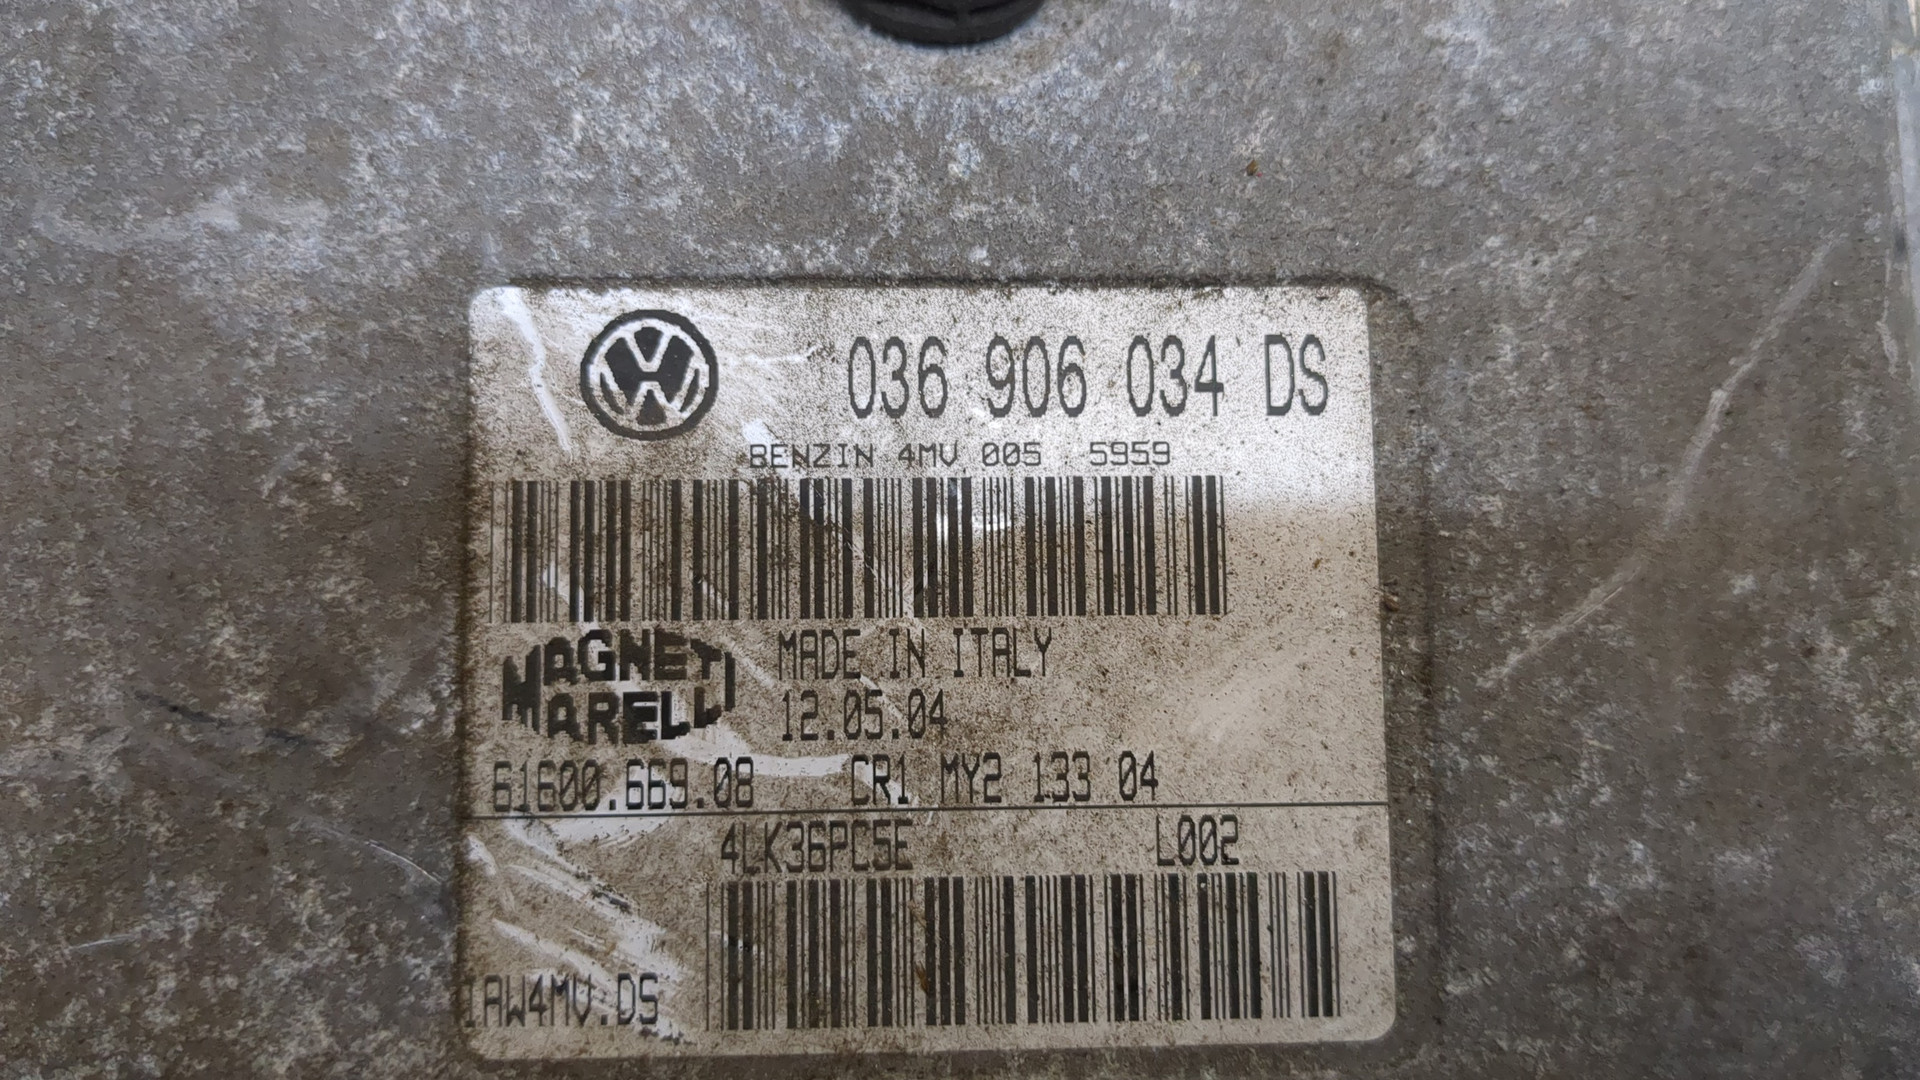 036 906 034 DS
BENZIN 4MV 005 5959
MAGNETI MARELLI
MADE IN ITALY
12.05.04
61600.669.08 CR1 MY2 133 04
4LK36PC5E L002
IAW4MV.DS